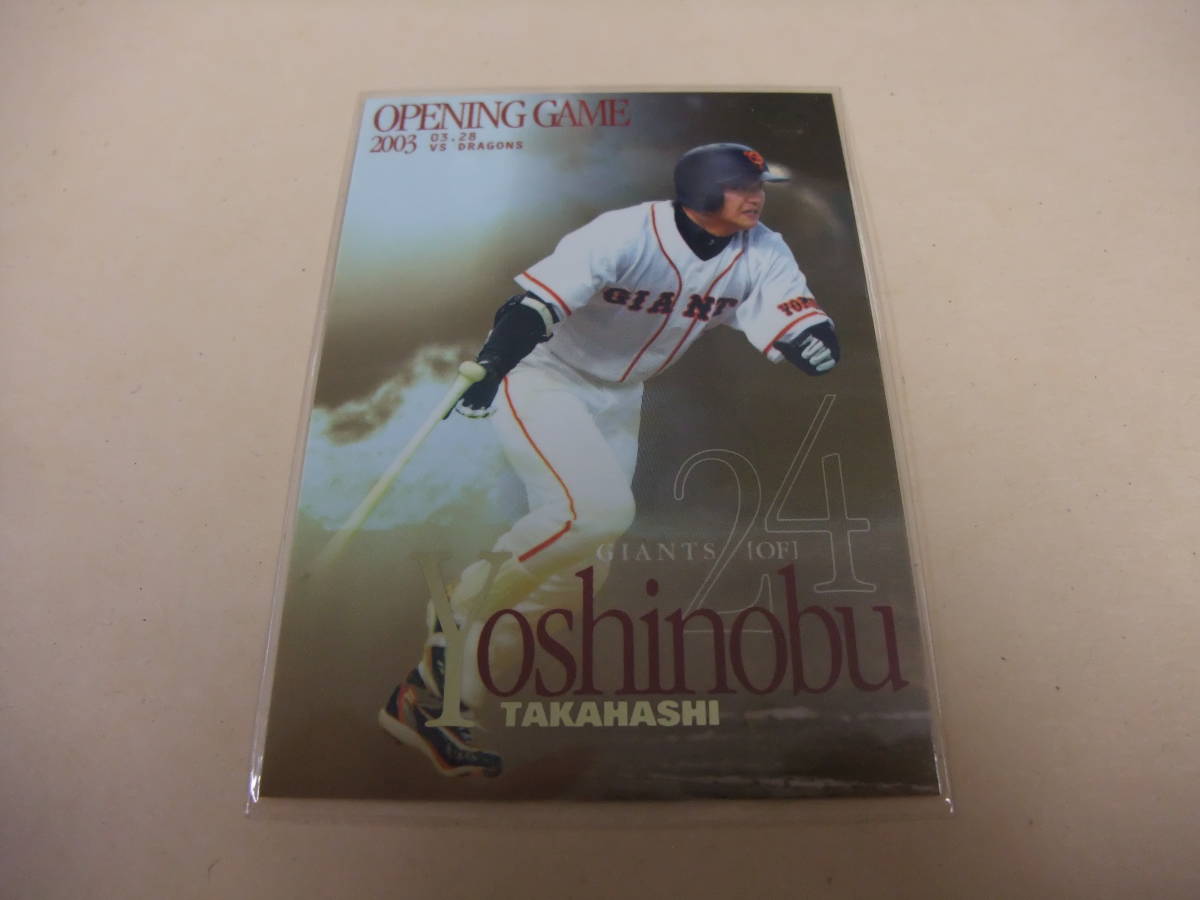 OPENING GAME
2003 03.28
VS DRAGONS
GIANTS
24
GIANTS [OF]
Yoshinobu
TAKAHASHI